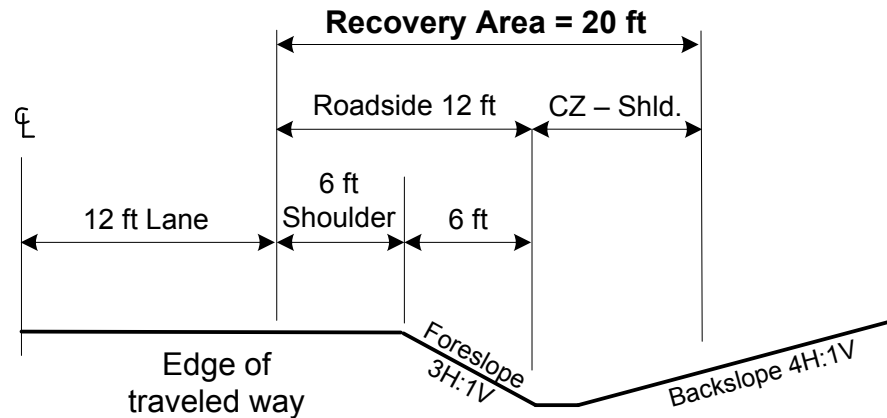 Recovery Area = 20 ft
Roadside 12 ft
CZ – Shld.
℄
6 ft
Shoulder
12 ft Lane
6 ft
Foreslope
3H:1V
Edge of
traveled way
Backslope 4H:1V